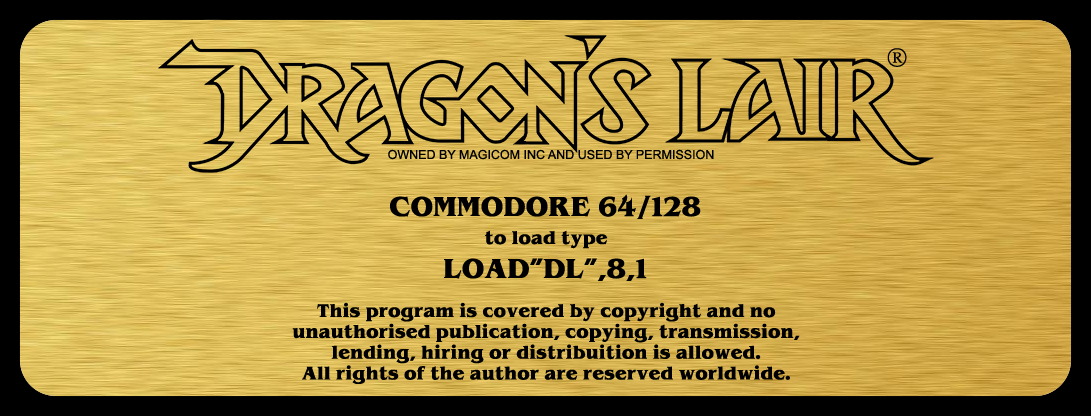 DRAGON'S LAIR®
OWNED BY MAGICOM INC AND USED BY PERMISSION
COMMODORE 64/128
to load type
LOAD"DL",8,1
This program is covered by copyright and no
unauthorised publication, copying, transmission,
lending, hiring or distribuition is allowed.
All rights of the author are reserved worldwide.